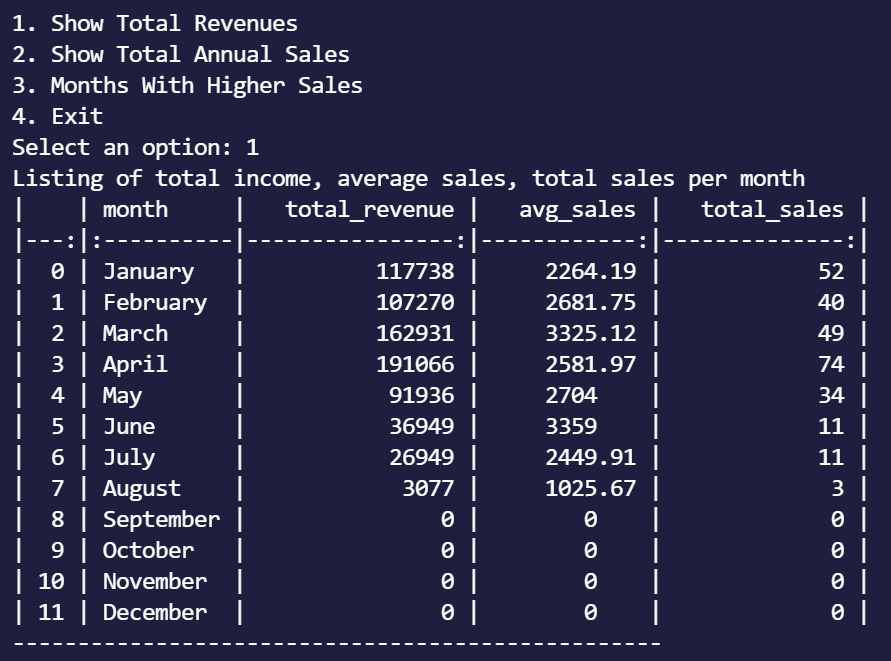 1. Show Total Revenues
2. Show Total Annual Sales
3. Months With Higher Sales
4. Exit
Select an option: 1
Listing of total income, average sales, total sales per month
|    | month     |   total_revenue |   avg_sales |   total_sales |
|---:|:----------|----------------:|------------:|--------------:|
|  0 | January   |          117738 |     2264.19 |            52 |
|  1 | February  |          107270 |     2681.75 |            40 |
|  2 | March     |          162931 |     3325.12 |            49 |
|  3 | April     |          191066 |     2581.97 |            74 |
|  4 | May       |           91936 |     2704    |            34 |
|  5 | June      |           36949 |     3359    |            11 |
|  6 | July      |           26949 |     2449.91 |            11 |
|  7 | August    |            3077 |     1025.67 |             3 |
|  8 | September |               0 |        0    |             0 |
|  9 | October   |               0 |        0    |             0 |
| 10 | November  |               0 |        0    |             0 |
| 11 | December  |               0 |        0    |             0 |
--------------------------------------------------